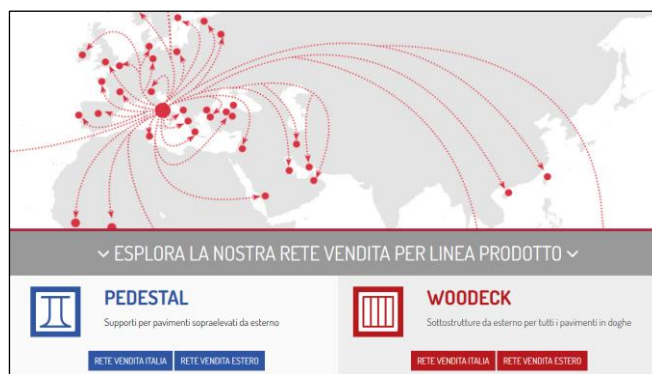 ESPLORA LA NOSTRA RETE VENDITA PER LINEA PRODOTTO
PEDESTAL
Supporti per pavimenti sopraelevati da esterno
RETE VENDITA ITALIA RETE VENDITA ESTERO
WOODECK
Sottostrutture da esterno per tutti i pavimenti in doghe
RETE VENDITA ITALIA RETE VENDITA ESTERO